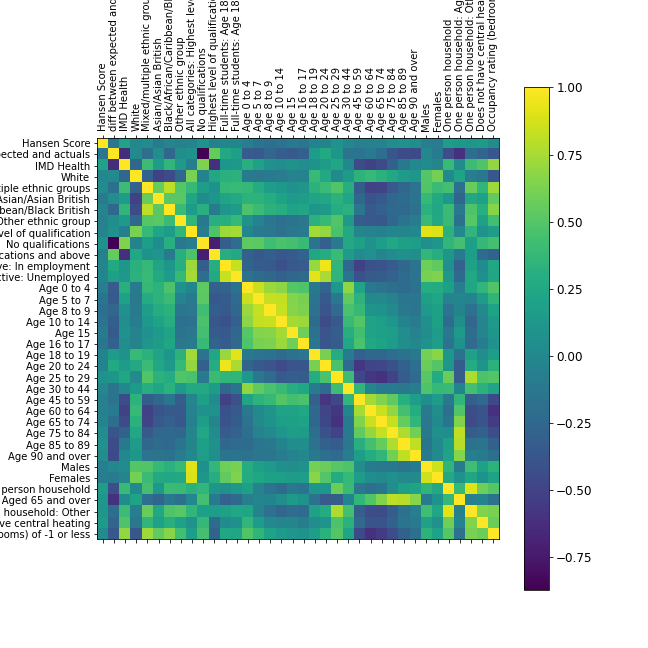 Hansen Score
diff between expected and
IMD Health
White
Mixed/multiple ethnic grou
Asian/Asian British
Black/African/Caribbean/Bl
Other ethnic group
All categories: Highest leve
No qualifications
Highest level of qualificati
Full-time students: Age 18
Full-time students: Age 18
Age 0 to 4
Age 5 to 7
Age 8 to 9
Age 10 to 14
Age 15
Age 16 to 17
Age 18 to 19
Age 20 to 24
Age 25 to 29
Age 30 to 44
Age 45 to 59
Age 60 to 64
Age 65 to 74
Age 75 to 84
Age 85 to 89
Age 90 and over
Males
Females
One person household
One person household: Ag
One person household: Oth
Does not have central hea
Occupancy rating (bedroom
Hansen Score
pected and actuals
IMD Health
White
tiple ethnic groups
Asian/Asian British
bean/Black British
Other ethnic group
vel of qualification
No qualifications
cations and above
ve: In employment
ctive: Unemployed
Age 0 to 4
Age 5 to 7
Age 8 to 9
Age 10 to 14
Age 15
Age 16 to 17
Age 18 to 19
Age 20 to 24
Age 25 to 29
Age 30 to 44
Age 45 to 59
Age 60 to 64
Age 65 to 74
Age 75 to 84
Age 85 to 89
Age 90 and over
Males
Females
person household
Aged 65 and over
household: Other
ve central heating
ooms) of -1 or less
1.00
0.75
0.50
0.25
0.00
−0.25
−0.50
−0.75